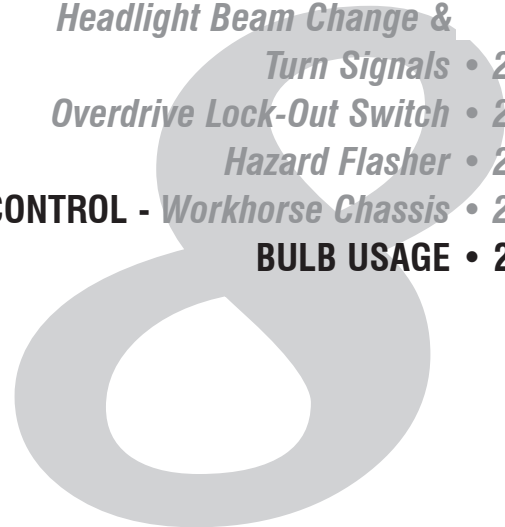 Headlight Beam Change &
Turn Signals • 2
Overdrive Lock-Out Switch • 2
Hazard Flasher • 2
CONTROL - Workhorse Chassis • 2
BULB USAGE • 2
8